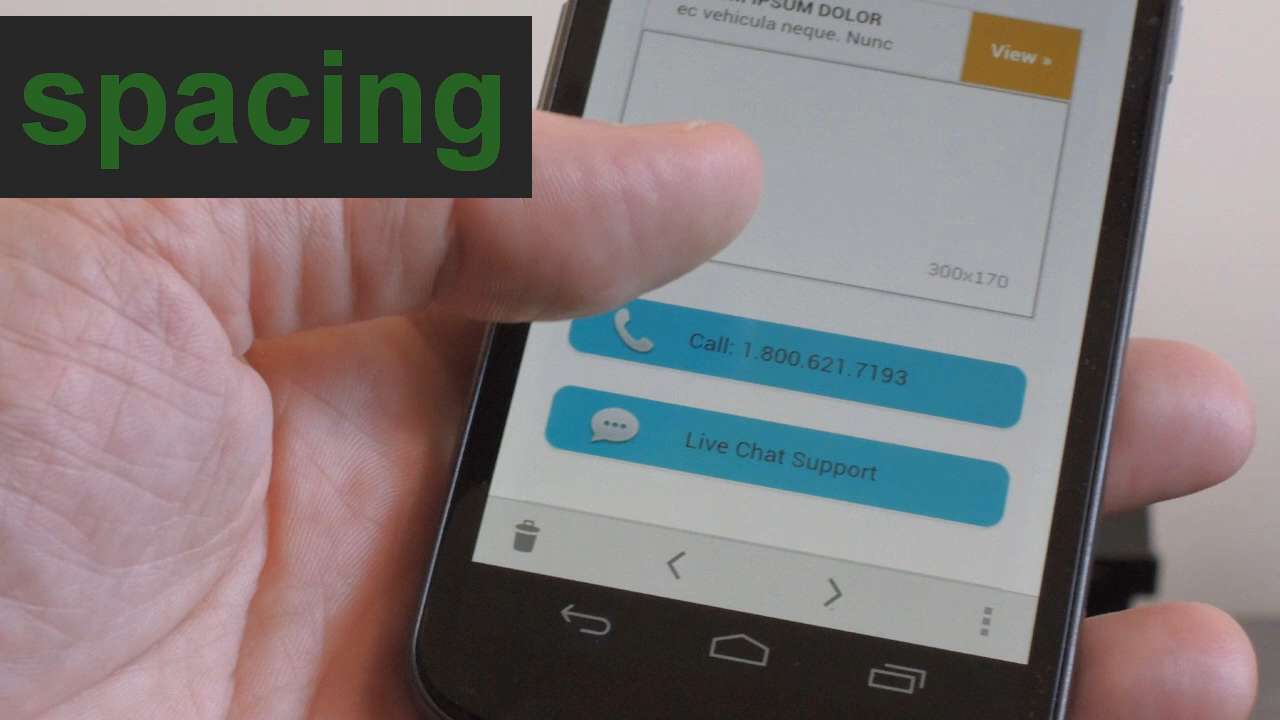 spacing
IPSUM DOLOR
ec vehicula neque. Nunc
View »
300x170
Call: 1.800.621.7193
Live Chat Support